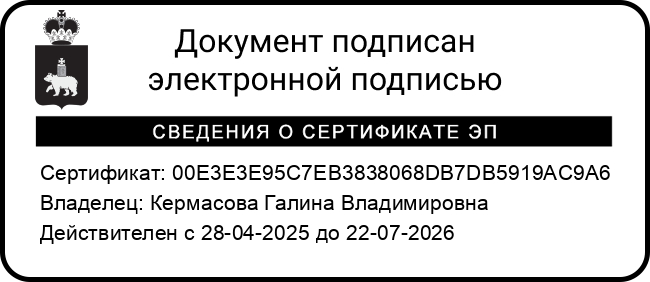 Документ подписан
электронной подписью
СВЕДЕНИЯ О СЕРТИФИКАТЕ ЭП
Сертификат: 00E3E3E95C7EB3838068DB7DB5919AC9A6
Владелец: Кермасова Галина Владимировна
Действителен с 28-04-2025 до 22-07-2026